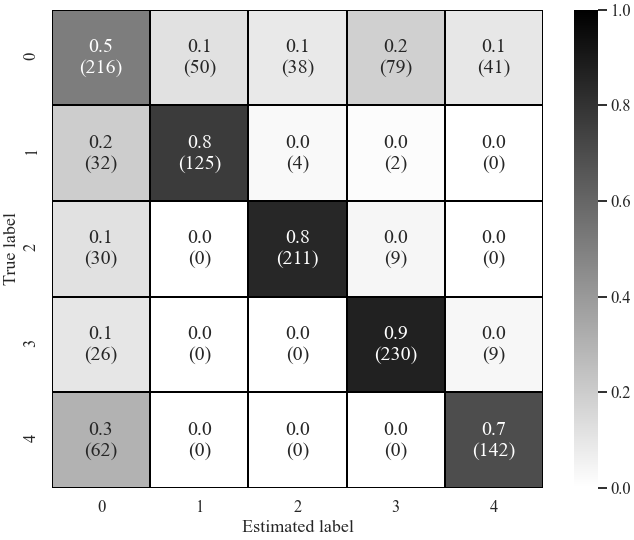 0.5 0.1 0.1 0.2 0.1
(216) (50) (38) (79) (41)
0.2 0.8 0.0 0.0 0.0
(32) (125) (4) (2) (0)
0.1 0.0 0.8 0.0 0.0
(30) (0) (211) (9) (0)
0.1 0.0 0.0 0.9 0.0
(26) (0) (0) (230) (9)
0.3 0.0 0.0 0.0 0.7
(62) (0) (0) (0) (142)
0
1
2
3
4
True label
0 1 2 3 4
Estimated label
1.0
0.8
0.6
0.4
0.2
0.0